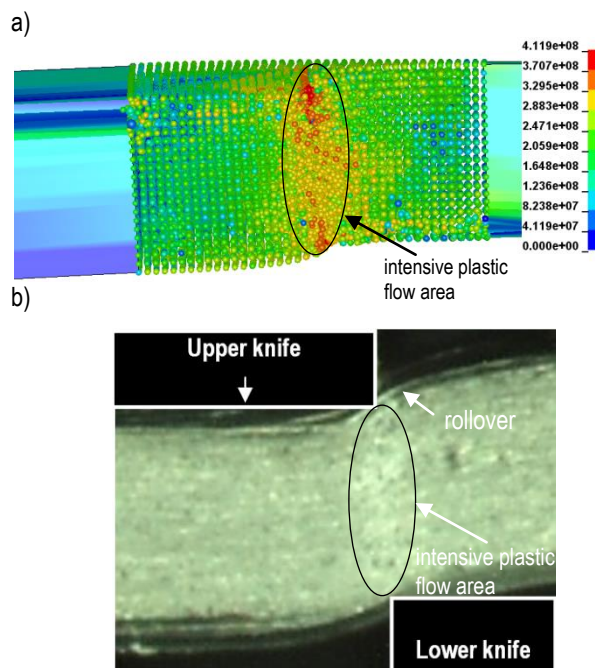 a)
4.119e+08
3.707e+08
3.295e+08
2.883e+08
2.471e+08
2.059e+08
1.648e+08
1.236e+08
8.238e+07
4.119e+07
0.000e+00
intensive plastic
flow area
b)
Upper knife
rollover
intensive plastic
flow area
Lower knife